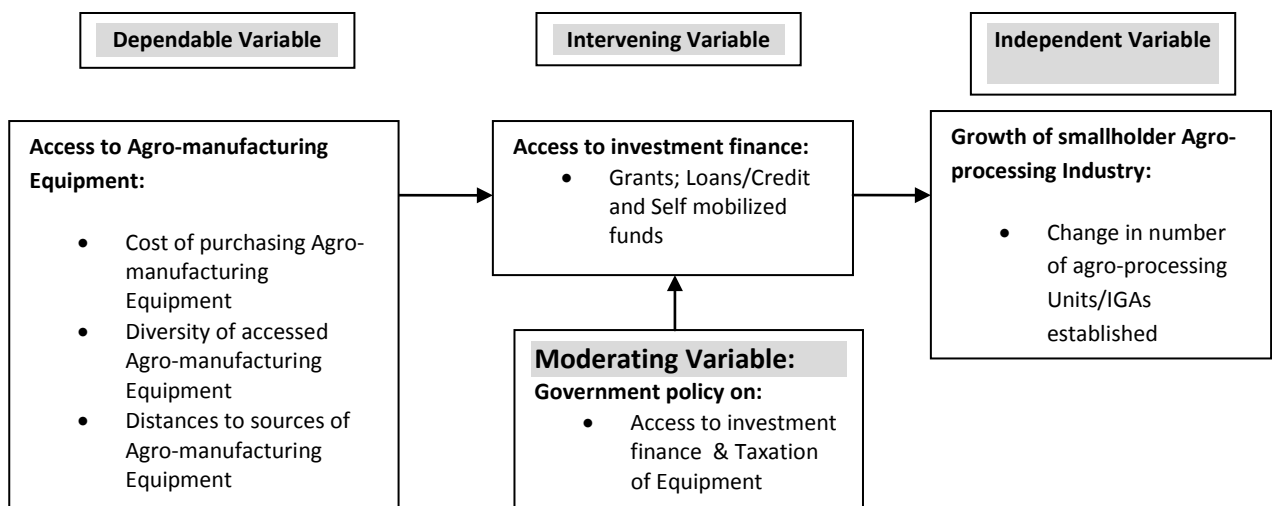 Dependable Variable
Intervening Variable
Independent Variable
Access to Agro-manufacturing
Equipment:
• Cost of purchasing Agro-
manufacturing
Equipment
• Diversity of accessed
Agro-manufacturing
Equipment
• Distances to sources of
Agro-manufacturing
Equipment
Access to investment finance:
• Grants; Loans/Credit
and Self mobilized
funds
Moderating Variable:
Government policy on:
• Access to investment
finance & Taxation
of Equipment
Growth of smallholder Agro-
processing Industry:
• Change in number
of agro-processing
Units/IGAs
established